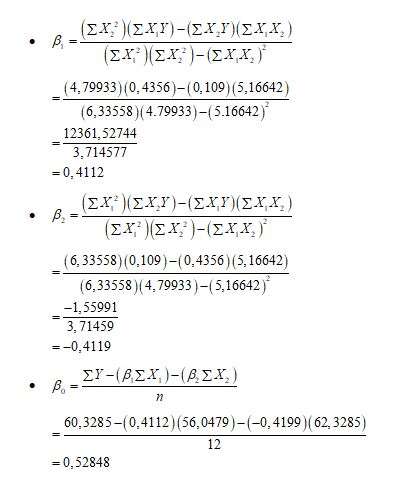 • β₁ = (ΣX₂²)(ΣX₁Y)−(ΣX₂Y)(ΣX₁X₂) / (ΣX₁²)(ΣX₂²)−(ΣX₁X₂)²
= (4,79933)(0,4356)−(0,109)(5,16642) / (6,33558)(4.79933)−(5.16642)²
= 12361,52744 / 3,714577
= 0,4112
• β₂ = (ΣX₁²)(ΣX₂Y)−(ΣX₁Y)(ΣX₁X₂) / (ΣX₁²)(ΣX₂²)−(ΣX₁X₂)²
= (6,33558)(0,109)−(0,4356)(5,16642) / (6,33558)(4,79933)−(5,16642)²
= −1,55991 / 3,71459
= −0,4119
• β₀ = ΣY−(β₁ΣX₁)−(β₂ΣX₂) / n
= 60,3285−(0,4112)(56,0479)−(−0,4199)(62,3285) / 12
= 0,52848